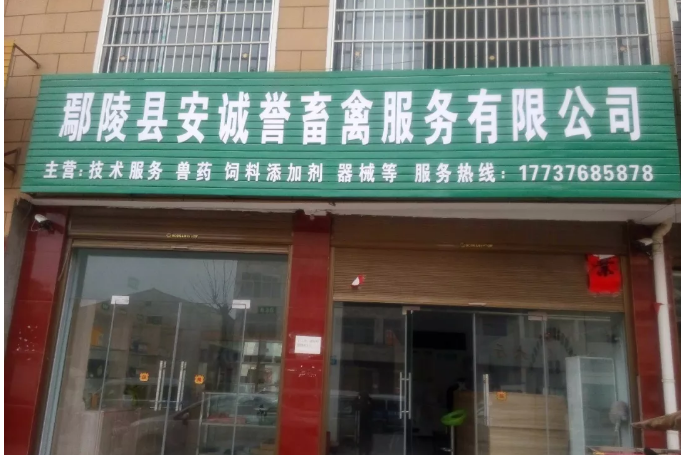 鄢陵县安诚誉畜禽服务有限公司
主营:技术服务 兽药 饲料添加剂 器械等 服务热线:17737685878